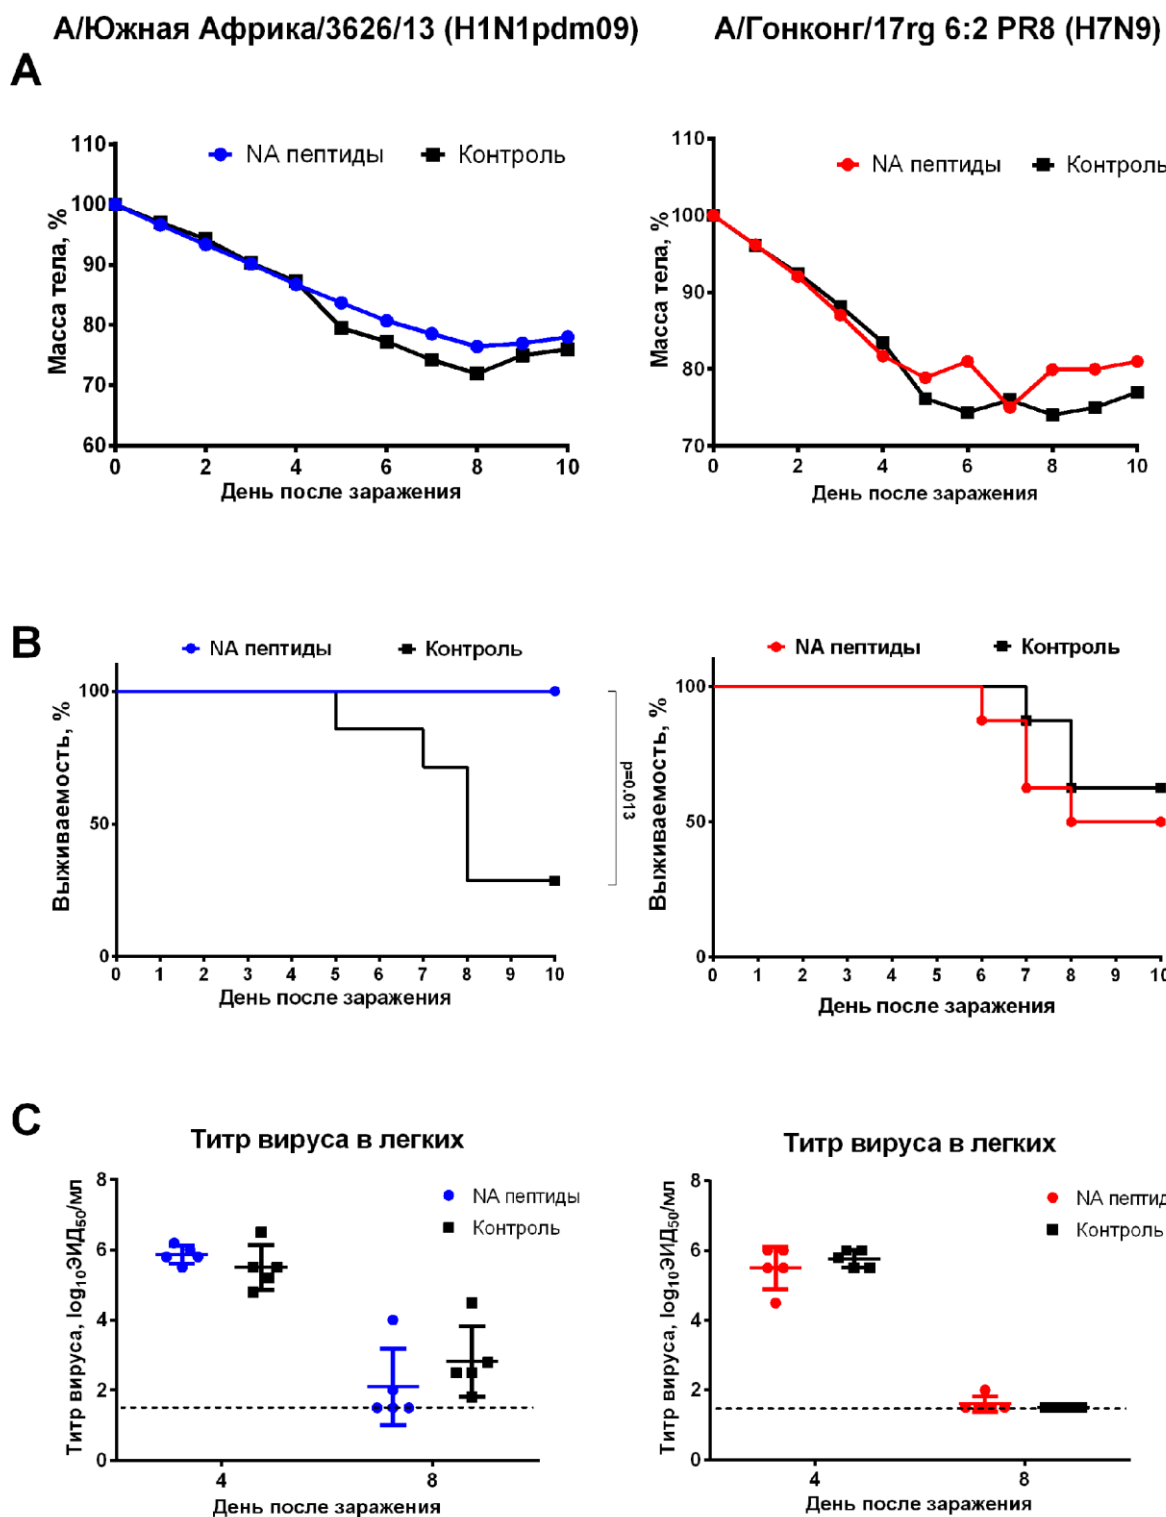 А/Южная Африка/3626/13 (H1N1pdm09)
А/Гонконг/17rg 6:2 PR8 (H7N9)
A
NA пептиды
Контроль
110
100
90
80
70
60
Масса тела, %
0 2 4 6 8 10
День после заражения
NA пептиды
Контроль
110
100
90
80
70
Масса тела, %
0 2 4 6 8 10
День после заражения
B
NA пептиды
Контроль
100
50
0
Выживаемость, %
p=0.013
0 1 2 3 4 5 6 7 8 9 10
День после заражения
NA пептиды
Контроль
100
50
0
Выживаемость, %
0 1 2 3 4 5 6 7 8 9 10
День после заражения
C
Титр вируса в легких
NA пептиды
Контроль
8
6
4
2
0
Титр вируса, log10ЭИД50/мл
4 8
День после заражения
Титр вируса в легких
NA пептид
Контроль
8
6
4
2
0
Титр вируса, log10ЭИД50/мл
4 8
День после заражения